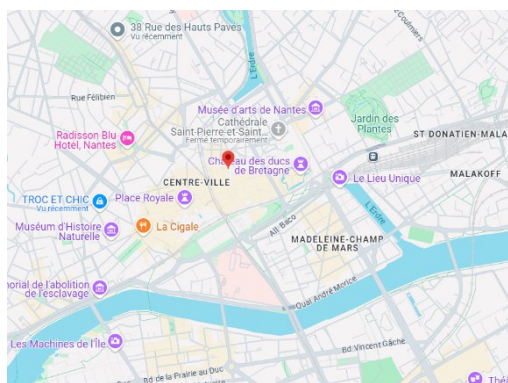 38 Rue des Hauts Pavés
Vu récemment
L'Erdre
Coulmiers
Rue Félibien
Musée d'arts de Nantes
Cathédrale
Saint-Pierre-et-Saint...
Fermé temporairement
Jardin des
Plantes
ST DONATIEN-MALA
Radisson Blu
Hotel, Nantes
Château des ducs
de Bretagne
Le Lieu Unique
MALAKOFF
CENTRE-VILLE
TROC ET CHIC
Vu récemment
Place Royale
Muséum d'Histoire
Naturelle
La Cigale
All. Baco
L'Erdre
MADELEINE-CHAMP
DE MARS
orial de l'abolition
de l'esclavage
Quai André Morice
Les Machines de l'Île
Bd Vincent Gâche
Bd de la Prairie au Duc
Thé